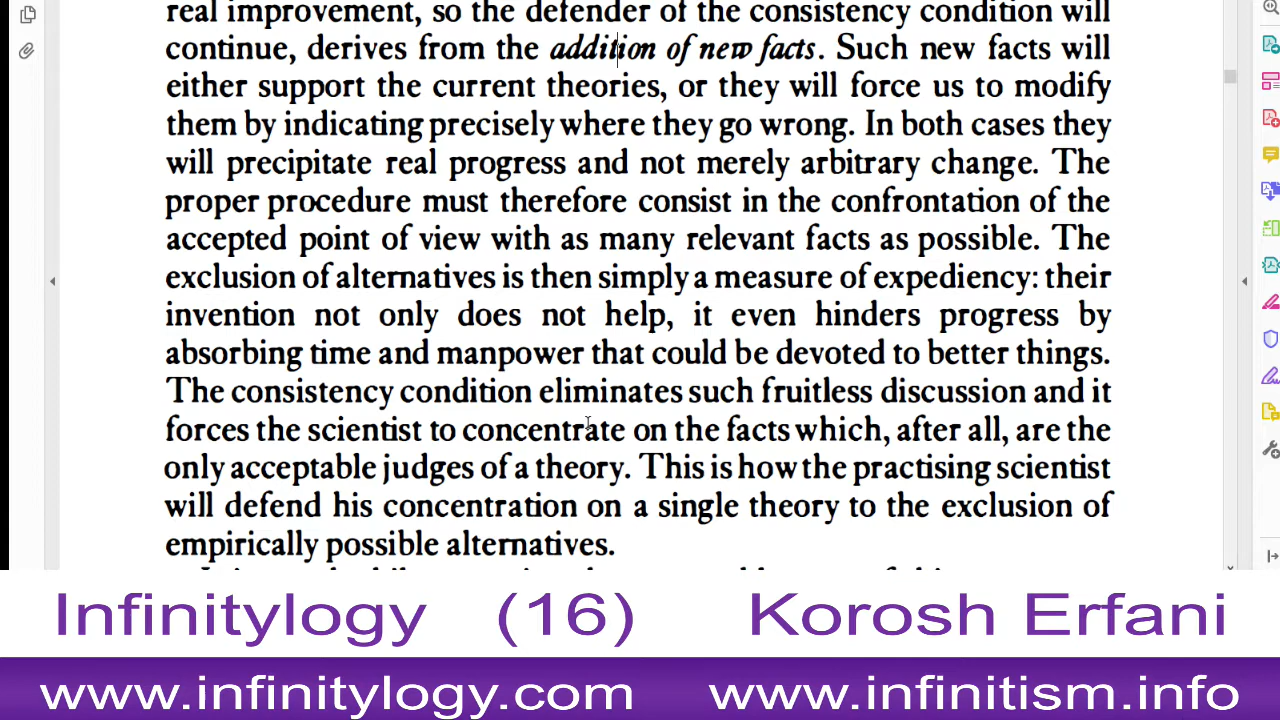 real improvement, so the defender of the consistency condition will
continue, derives from the addition of new facts. Such new facts will
either support the current theories, or they will force us to modify
them by indicating precisely where they go wrong. In both cases they
will precipitate real progress and not merely arbitrary change. The
proper procedure must therefore consist in the confrontation of the
accepted point of view with as many relevant facts as possible. The
exclusion of alternatives is then simply a measure of expediency: their
invention not only does not help, it even hinders progress by
absorbing time and manpower that could be devoted to better things.
The consistency condition eliminates such fruitless discussion and it
forces the scientist to concentrate on the facts which, after all, are the
only acceptable judges of a theory. This is how the practising scientist
will defend his concentration on a single theory to the exclusion of
empirically possible alternatives.
Infinitylogy (16) Korosh Erfani
www.infinitylogy.com www.infinitism.info